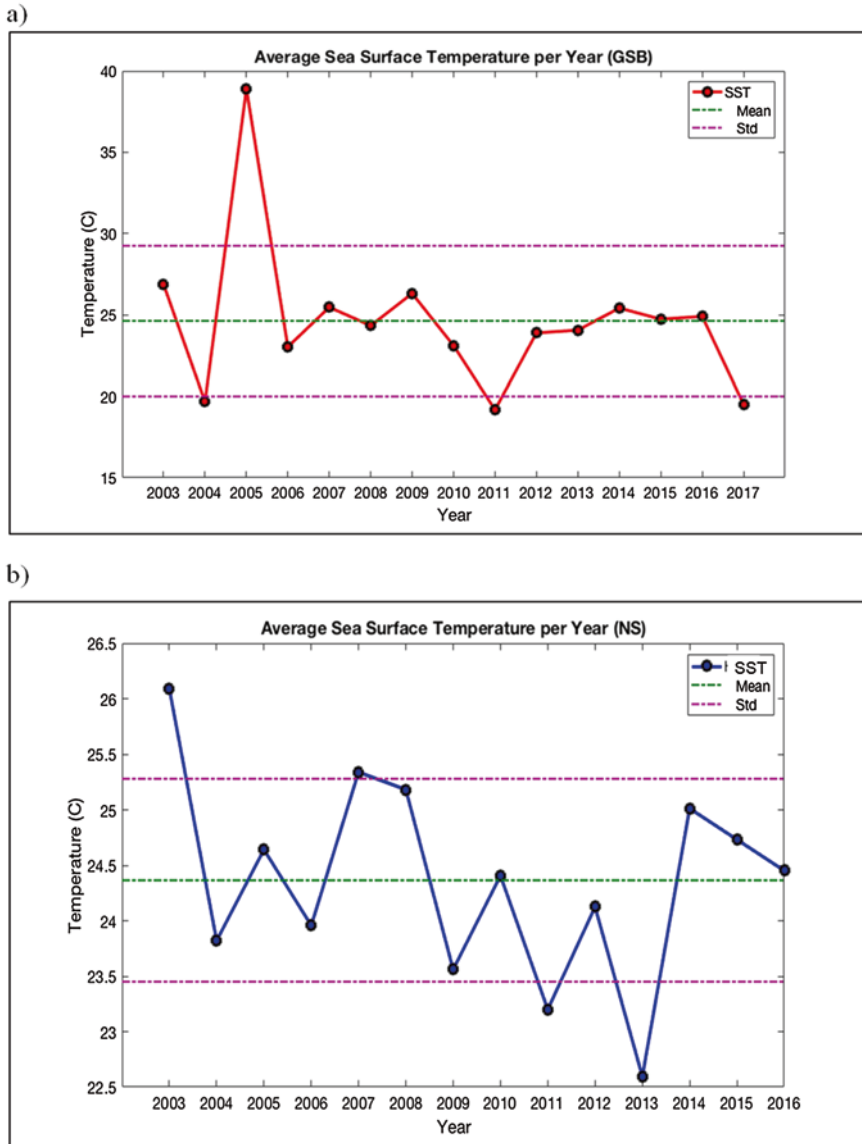 a)
Average Sea Surface Temperature per Year (GSB)
40
35
30
25
20
15
Temperature (C)
SST
Mean
Std
2003 2004 2005 2006 2007 2008 2009 2010 2011 2012 2013 2014 2015 2016 2017
Year
b)
Average Sea Surface Temperature per Year (NS)
26.5
26
25.5
25
24.5
24
23.5
23
22.5
Temperature (C)
SST
Mean
Std
2003 2004 2005 2006 2007 2008 2009 2010 2011 2012 2013 2014 2015 2016
Year